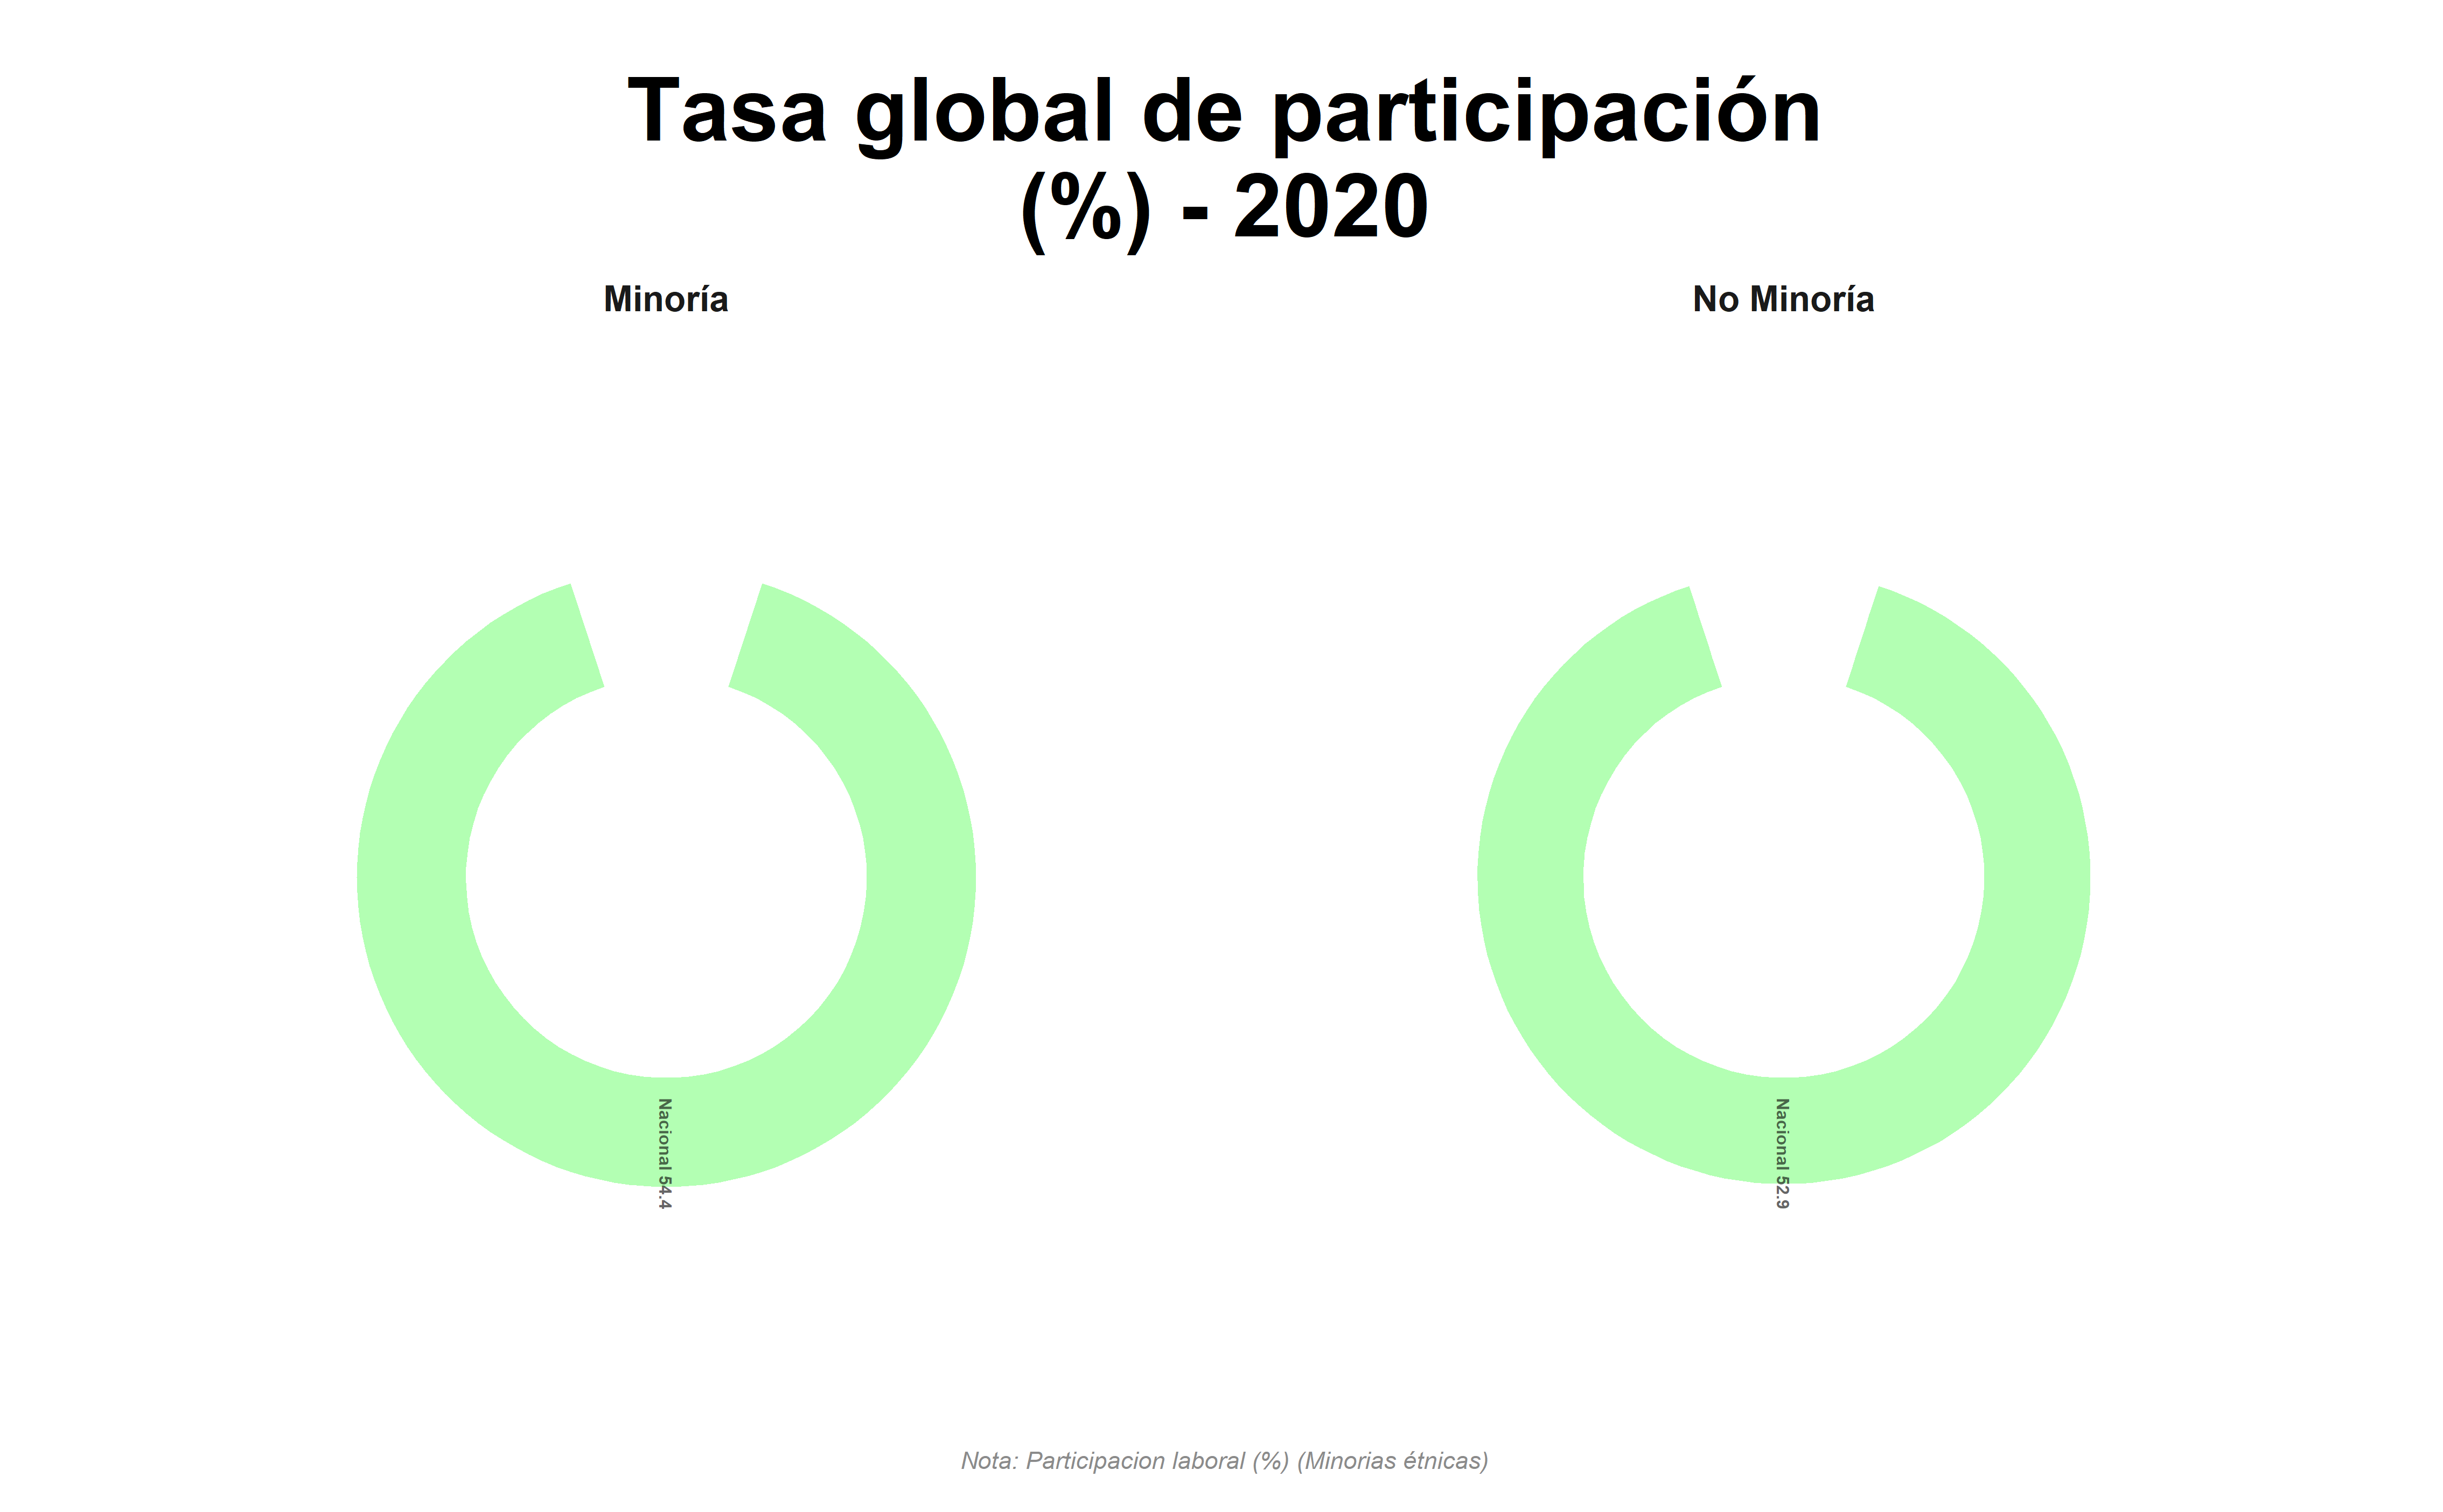 Tasa global de participación
(%) - 2020
Minoría
No Minoría
Nacional 54.4
Nacional 52.9
Nota: Participacion laboral (%) (Minorias étnicas)